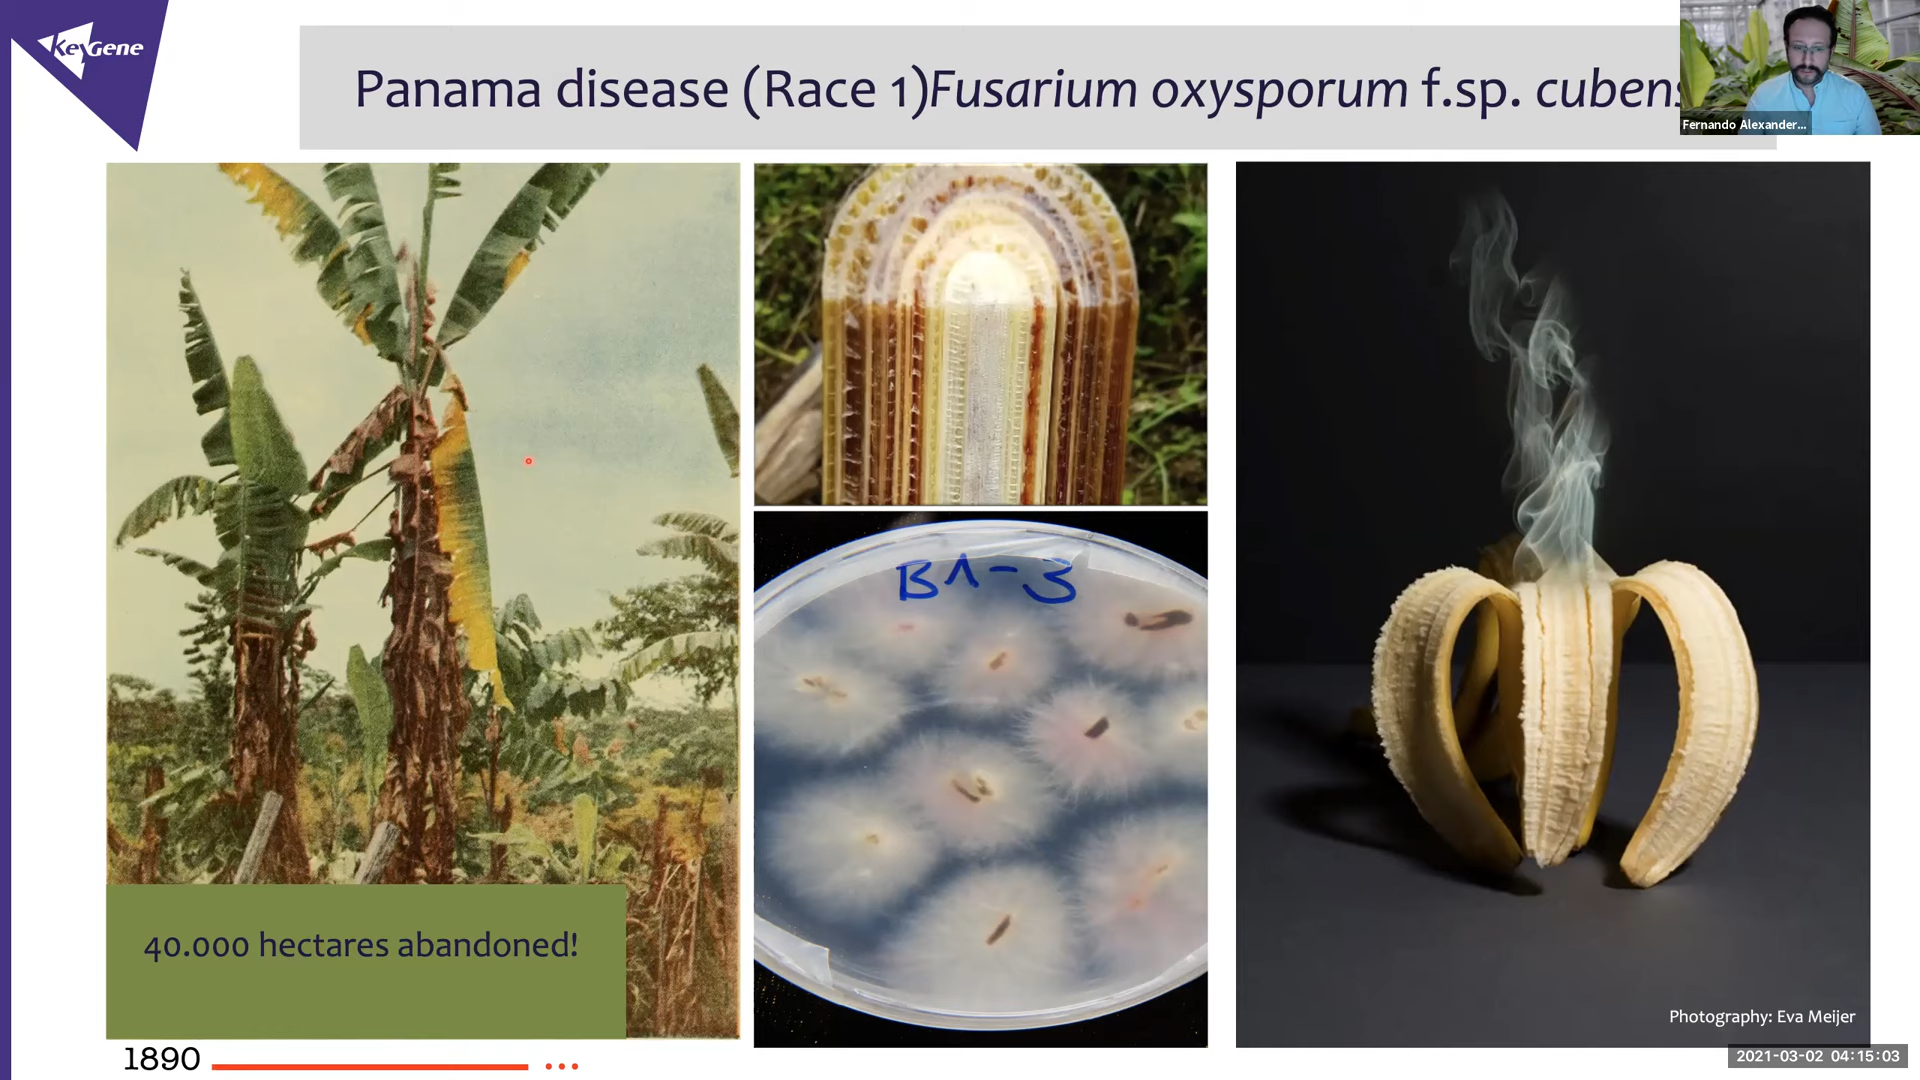 KeyGene
Panama disease (Race 1)Fusarium oxysporum f.sp. cubens
Fernando Alexander...
B1-3
40.000 hectares abandoned!
Photography: Eva Meijer
1890
2021-03-02 04:15:03